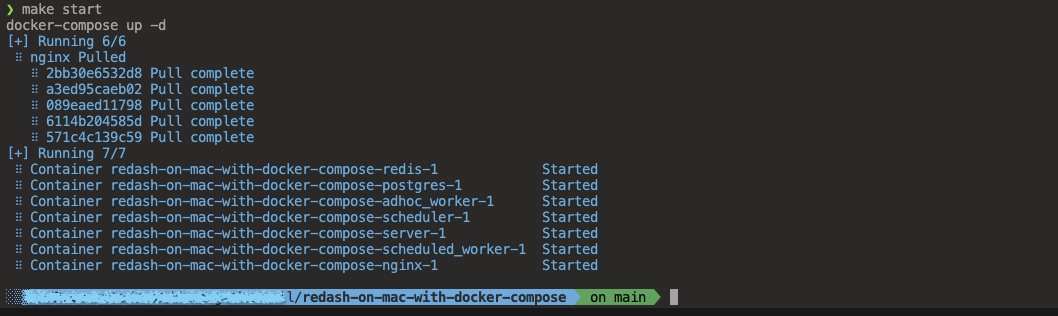 ❯ make start
docker-compose up -d
[+] Running 6/6
⠿ nginx Pulled
⠿ 2bb30e6532d8 Pull complete
⠿ a3ed95caeb02 Pull complete
⠿ 089eaed11798 Pull complete
⠿ 6114b204585d Pull complete
⠿ 571c4c139c59 Pull complete
[+] Running 7/7
⠿ Container redash-on-mac-with-docker-compose-redis-1 Started
⠿ Container redash-on-mac-with-docker-compose-postgres-1 Started
⠿ Container redash-on-mac-with-docker-compose-adhoc_worker-1 Started
⠿ Container redash-on-mac-with-docker-compose-scheduler-1 Started
⠿ Container redash-on-mac-with-docker-compose-server-1 Started
⠿ Container redash-on-mac-with-docker-compose-scheduled_worker-1 Started
⠿ Container redash-on-mac-with-docker-compose-nginx-1 Started
l/redash-on-mac-with-docker-compose on main